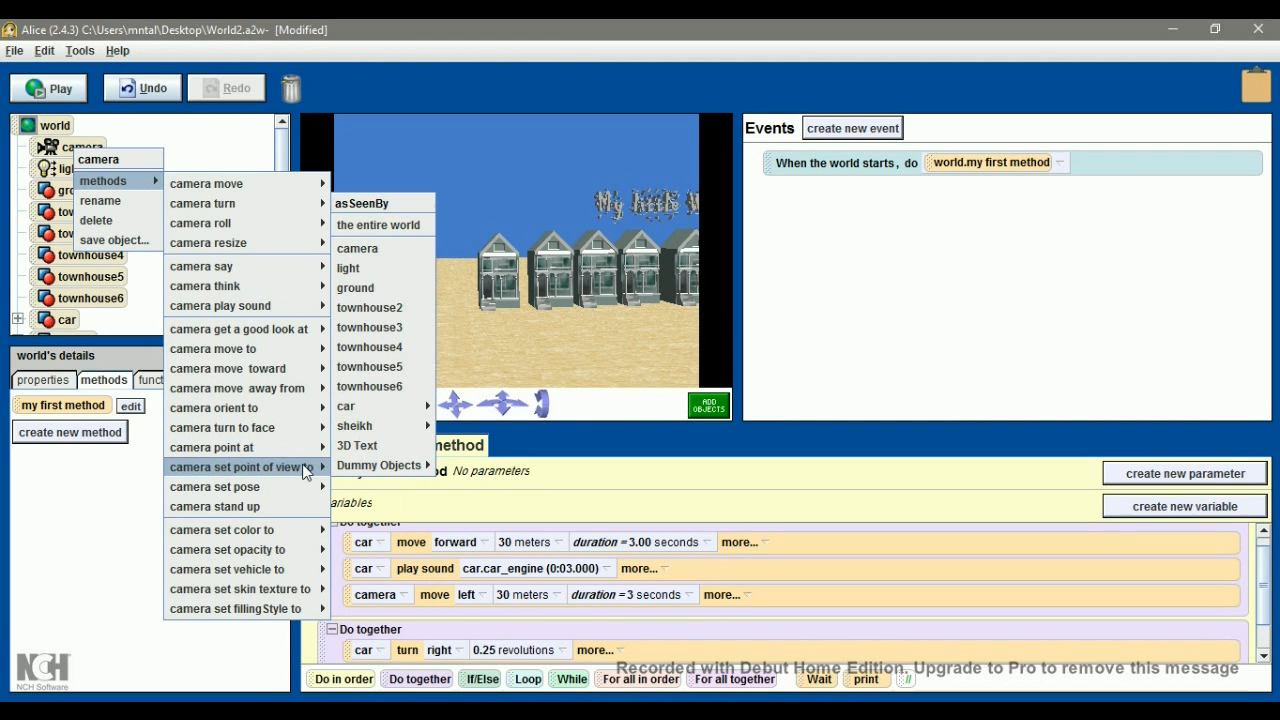 Alice (2.4.3) C:\Users\mntal\Desktop\World2.a2w- [Modified]
File Edit Tools Help
Play Undo Redo
world
camera
camera
methods
rename
delete
save object...
townhouse4
townhouse5
townhouse6
car
camera move
camera turn
camera roll
camera resize
camera say
camera think
camera play sound
camera get a good look at
camera move to
camera move toward
camera move away from
camera orient to
camera turn to face
camera point at
camera set point of view to
camera set pose
camera stand up
camera set color to
camera set opacity to
camera set vehicle to
camera set skin texture to
camera set fillingStyle to
asSeenBy
the entire world
camera
light
ground
townhouse2
townhouse3
townhouse4
townhouse5
townhouse6
car
sheikh
3D Text
Dummy Objects
My little W
ADD
OBJECTS
Events create new event
When the world starts, do world.my first method
world's details
properties methods funct
my first method edit
create new method
method
d No parameters
create new parameter
ariables
create new variable
Do together
car move forward 30 meters duration = 3.00 seconds more...
car play sound car.car_engine (0:03.000) more...
camera move left 30 meters duration = 3 seconds more...
Do together
car turn right 0.25 revolutions more...
Do in order Do together If/Else Loop While For all in order For all together Wait print //
NCH
NCH Software
Recorded with Debut Home Edition. Upgrade to Pro to remove this message